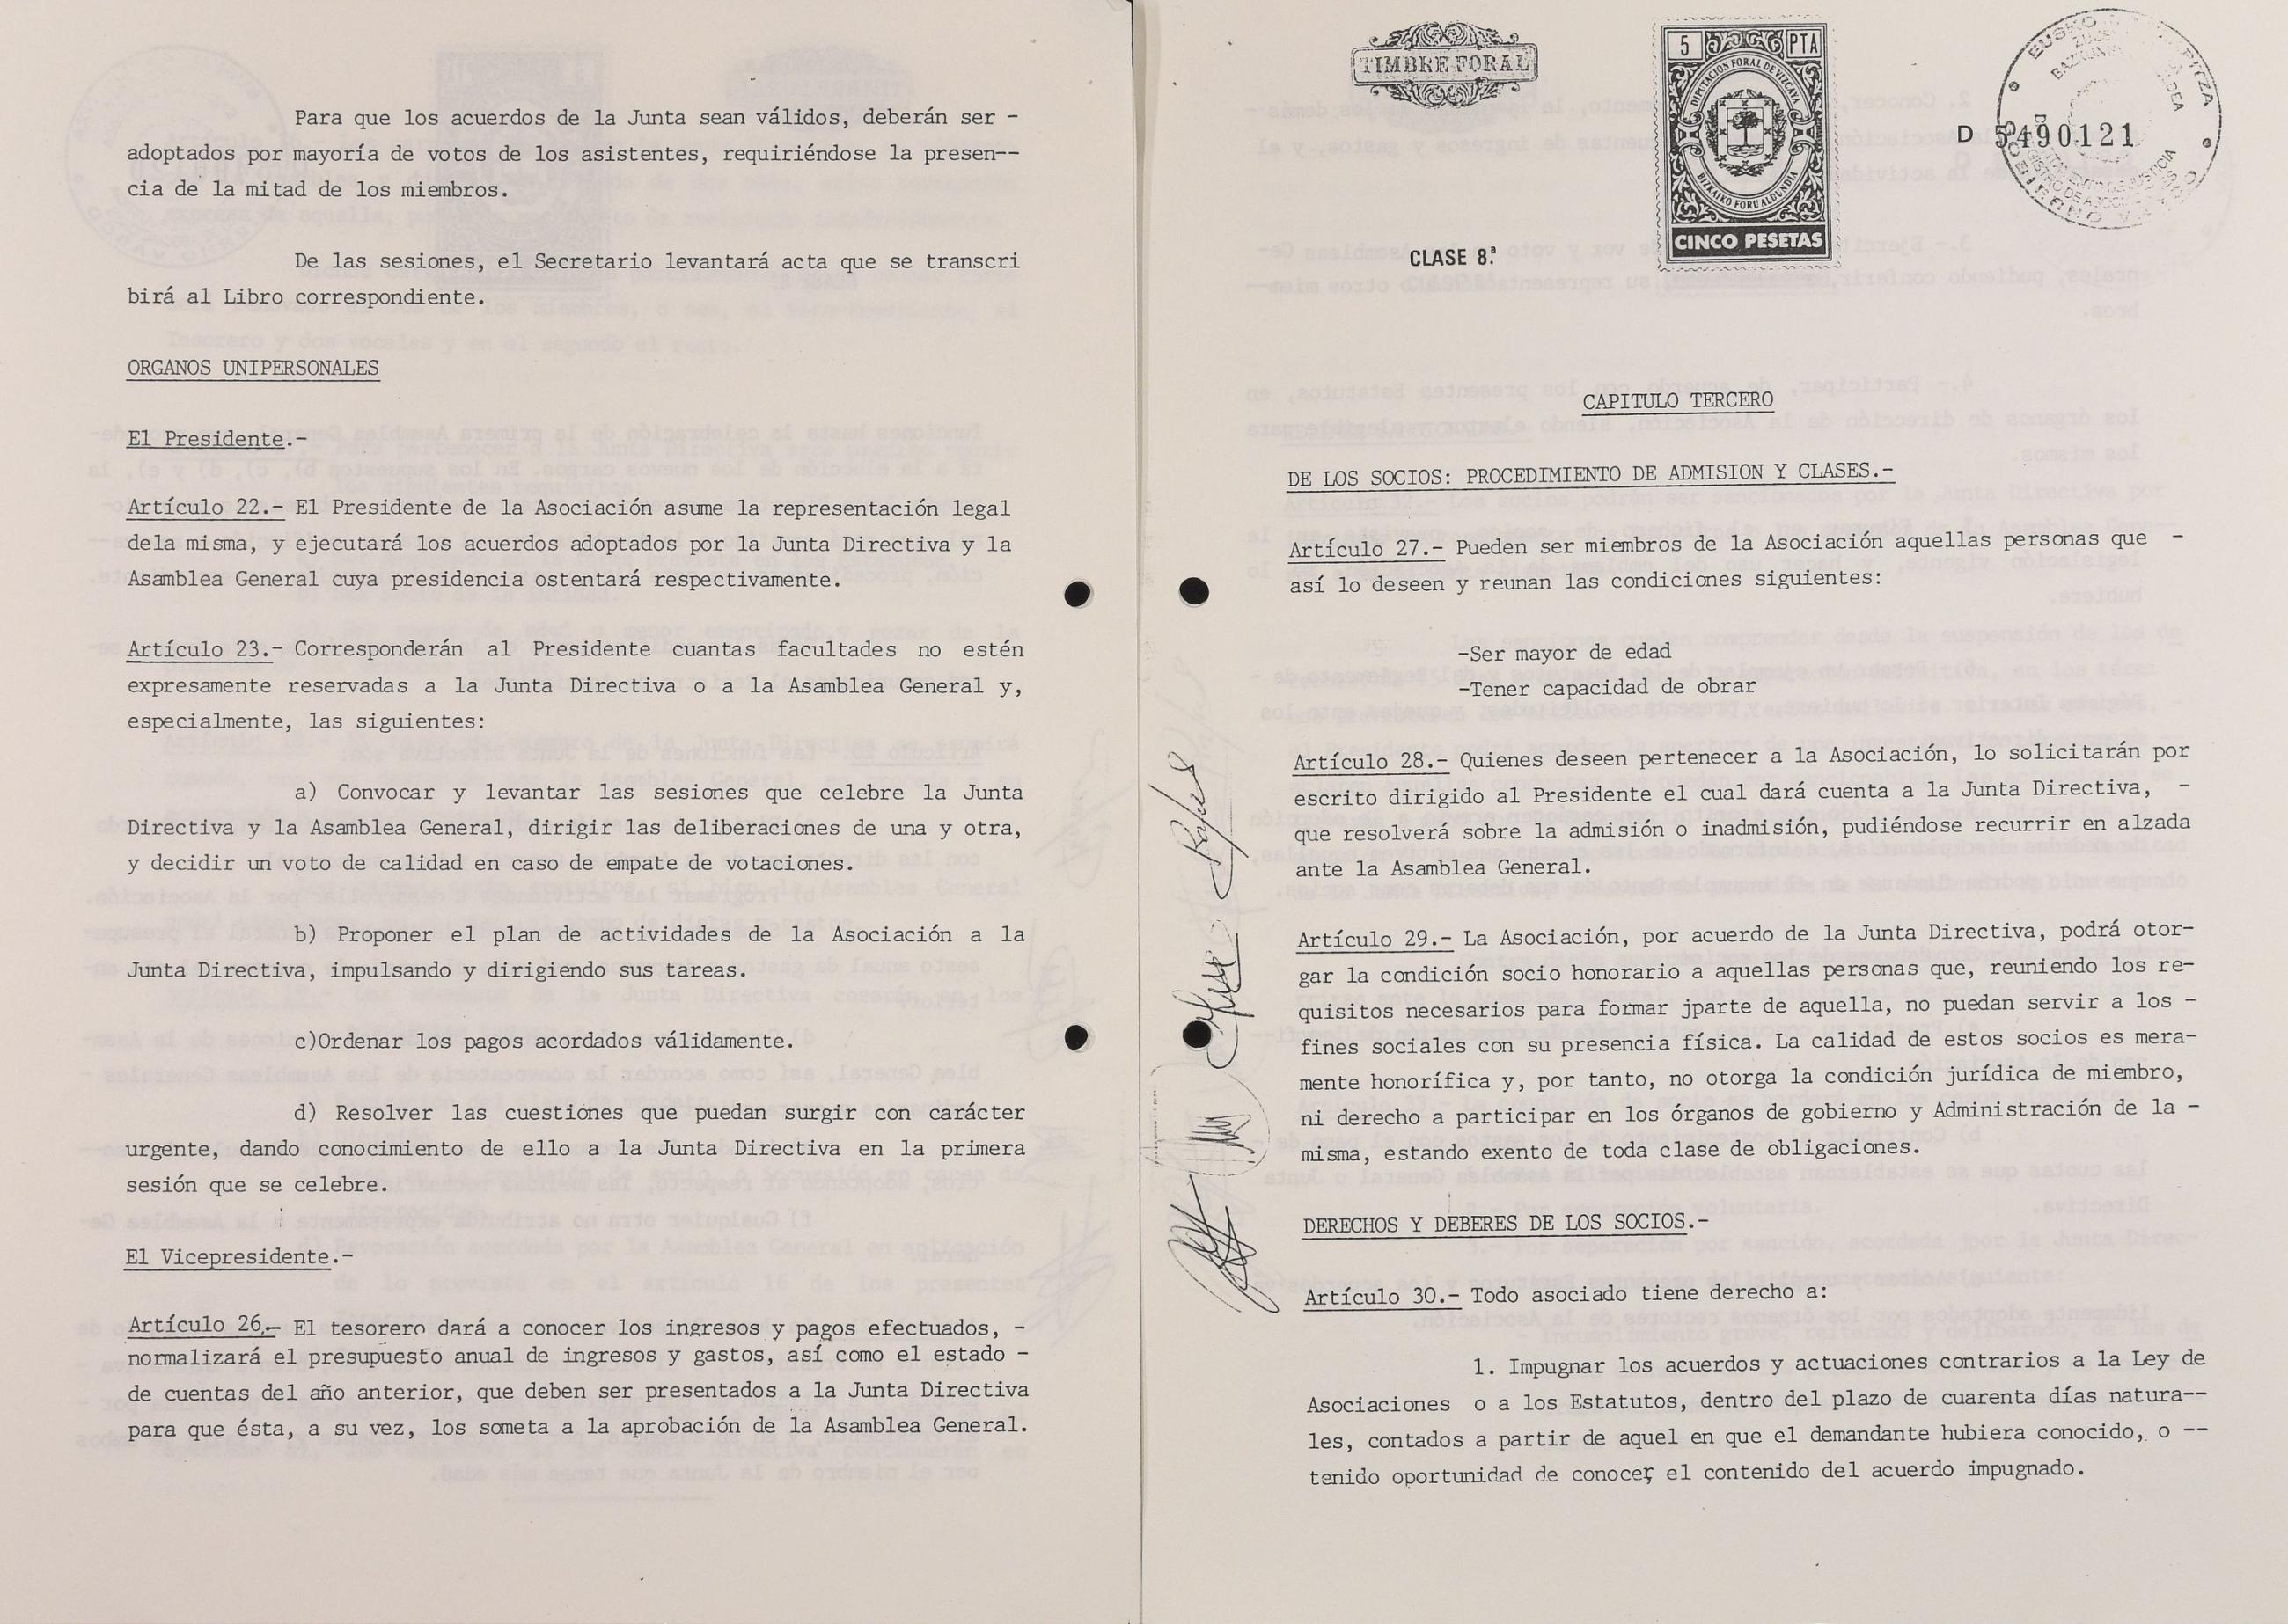 Para que los acuerdos de la Junta sean válidos, deberán ser -
adoptados por mayoría de votos de los asistentes, requiriéndose la presen--
cia de la mitad de los miembros.
De las sesiones, el Secretario levantará acta que se transcri
birá al Libro correspondiente.
ORGANOS UNIPERSONALES
El Presidente.-
Artículo 22.- El Presidente de la Asociación asume la representación legal
dela misma, y ejecutará los acuerdos adoptados por la Junta Directiva y la
Asamblea General cuya presidencia ostentará respectivamente.
Artículo 23.- Corresponderán al Presidente cuantas facultades no estén
expresamente reservadas a la Junta Directiva o a la Asamblea General y,
especialmente, las siguientes:
a) Convocar y levantar las sesiones que celebre la Junta
Directiva y la Asamblea General, dirigir las deliberaciones de una y otra,
y decidir un voto de calidad en caso de empate de votaciones.
b) Proponer el plan de actividades de la Asociación a la
Junta Directiva, impulsando y dirigiendo sus tareas.
c)Ordenar los pagos acordados válidamente.
d) Resolver las cuestiones que puedan surgir con carácter
urgente, dando conocimiento de ello a la Junta Directiva en la primera
sesión que se celebre.
El Vicepresidente.-
Artículo 26.- El tesorero dará a conocer los ingresos y pagos efectuados, -
normalizará el presupuesto anual de ingresos y gastos, así como el estado -
de cuentas del año anterior, que deben ser presentados a la Junta Directiva
para que ésta, a su vez, los someta a la aprobación de la Asamblea General.
TIMBRE FORAL
5 PTA
DIPUTACION FORAL DE VIZCAYA
BIZKAIKO FORU ALDUNDIA
CINCO PESETAS
CLASE 8.ª
D 5490121
GOBIERNO VASCO
CAPITULO TERCERO
DE LOS SOCIOS: PROCEDIMIENTO DE ADMISION Y CLASES.-
Artículo 27.- Pueden ser miembros de la Asociación aquellas personas que -
así lo deseen y reunan las condiciones siguientes:
-Ser mayor de edad
-Tener capacidad de obrar
Artículo 28.- Quienes deseen pertenecer a la Asociación, lo solicitarán por
escrito dirigido al Presidente el cual dará cuenta a la Junta Directiva, -
que resolverá sobre la admisión o inadmisión, pudiéndose recurrir en alzada
ante la Asamblea General.
Artículo 29.- La Asociación, por acuerdo de la Junta Directiva, podrá otor-
gar la condición socio honorario a aquellas personas que, reuniendo los re-
quisitos necesarios para formar jparte de aquella, no puedan servir a los -
fines sociales con su presencia física. La calidad de estos socios es mera-
mente honorífica y, por tanto, no otorga la condición jurídica de miembro,
ni derecho a participar en los órganos de gobierno y Administración de la -
misma, estando exento de toda clase de obligaciones.
DERECHOS Y DEBERES DE LOS SOCIOS.-
Artículo 30.- Todo asociado tiene derecho a:
1. Impugnar los acuerdos y actuaciones contrarios a la Ley de
Asociaciones o a los Estatutos, dentro del plazo de cuarenta días natura--
les, contados a partir de aquel en que el demandante hubiera conocido, o --
tenido oportunidad de conocer el contenido del acuerdo impugnado.